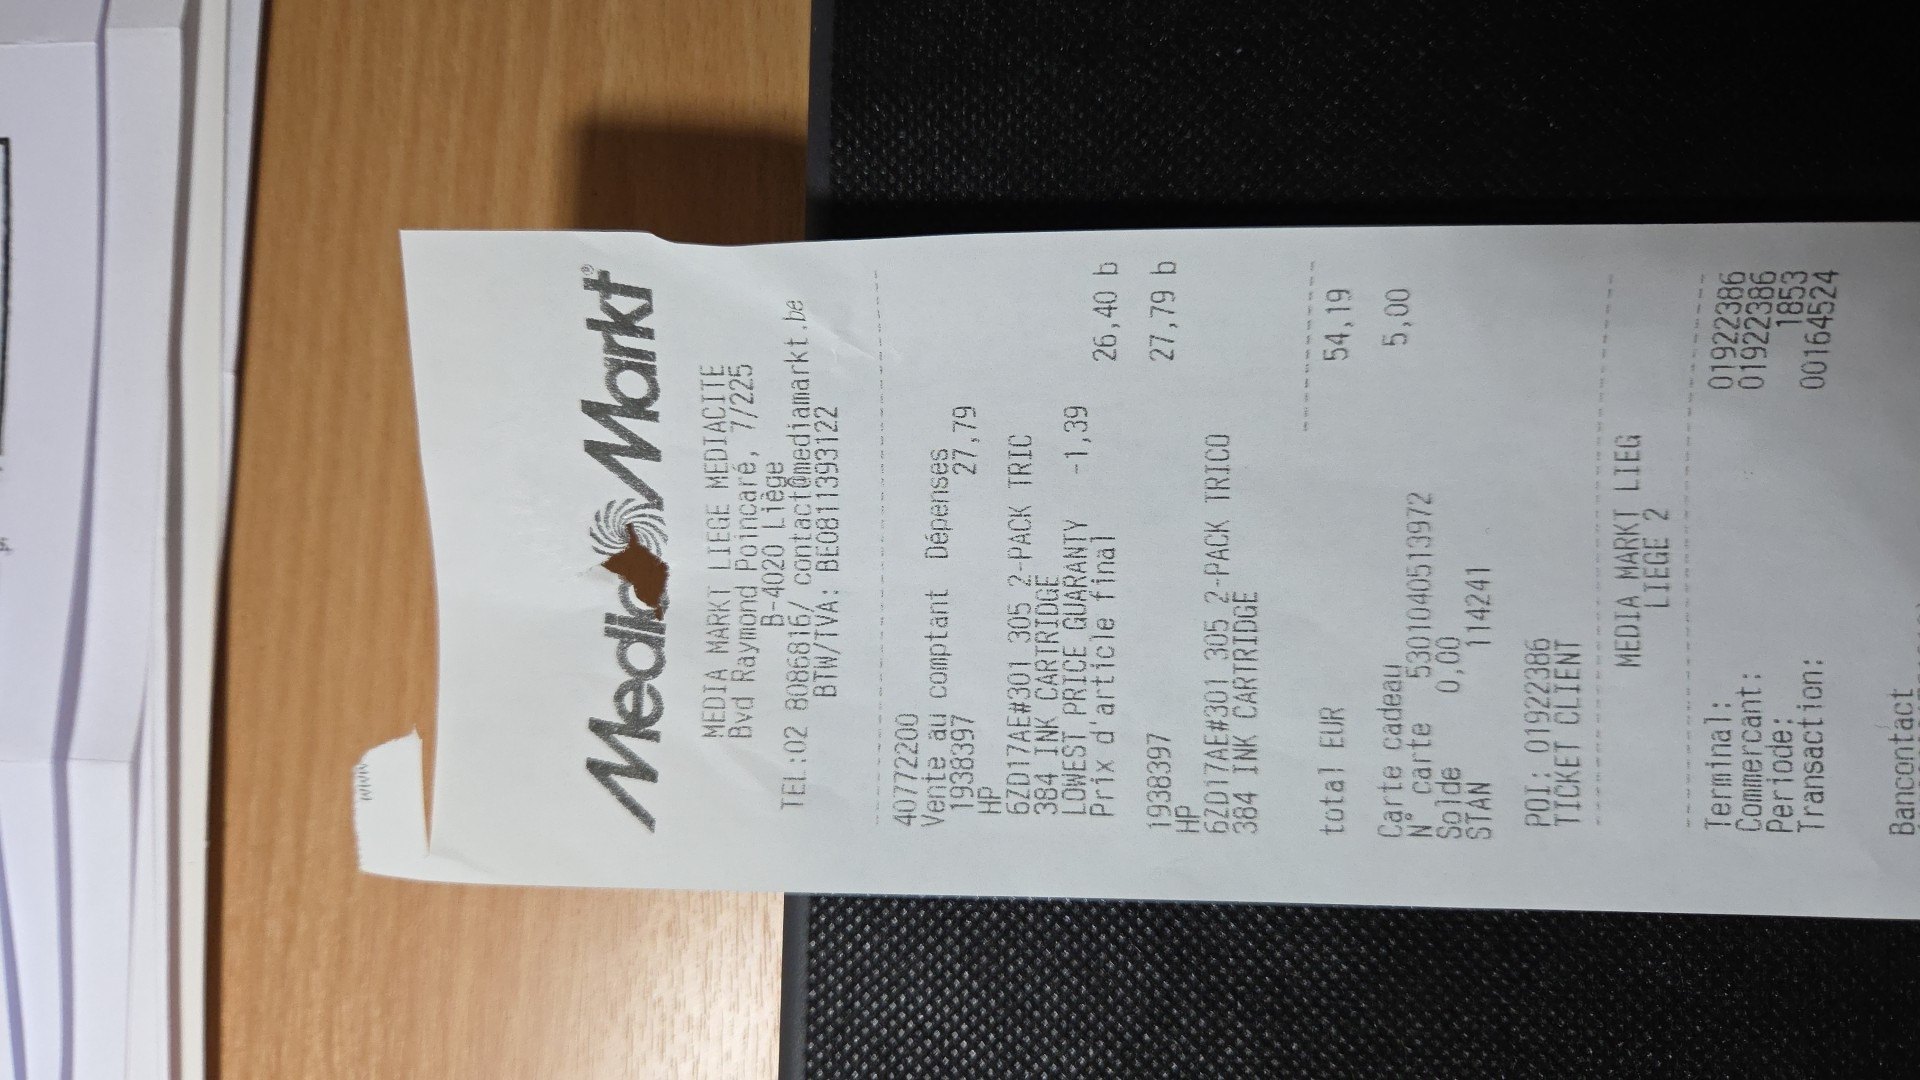 Media Markt®
MEDIA MARKT LIEGE MEDIACITE
Bvd Raymond Poincaré, 7/225
B-4020 Liège
TEL:02 8086816/ contact@mediamarkt.be
BTW/TVA: BE0811393122
40772200
Vente au comptant Dépenses
1938397 27,79
HP
6ZD17AE#301 305 2-PACK TRIC
384 INK CARTRIDGE
LOWEST PRICE GUARANTY -1,39
Prix d'article final 26,40 b
1938397 27,79 b
HP
6ZD17AE#301 305 2-PACK TRICO
384 INK CARTRIDGE
total EUR 54,19
Carte cadeau 5,00
N° carte 5301040513972
Solde 0,00
STAN 114241
POI: 01922386
TICKET CLIENT
MEDIA MARKT LIEG
LIEGE 2
Terminal: 01922386
Commercant: 01922386
Periode: 1853
Transaction: 00164524
Bancontact